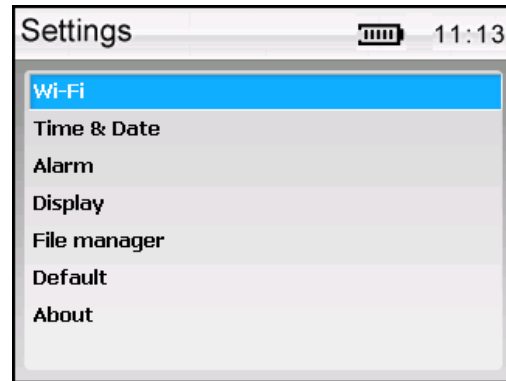 Settings 11:13
Wi-Fi
Time & Date
Alarm
Display
File manager
Default
About